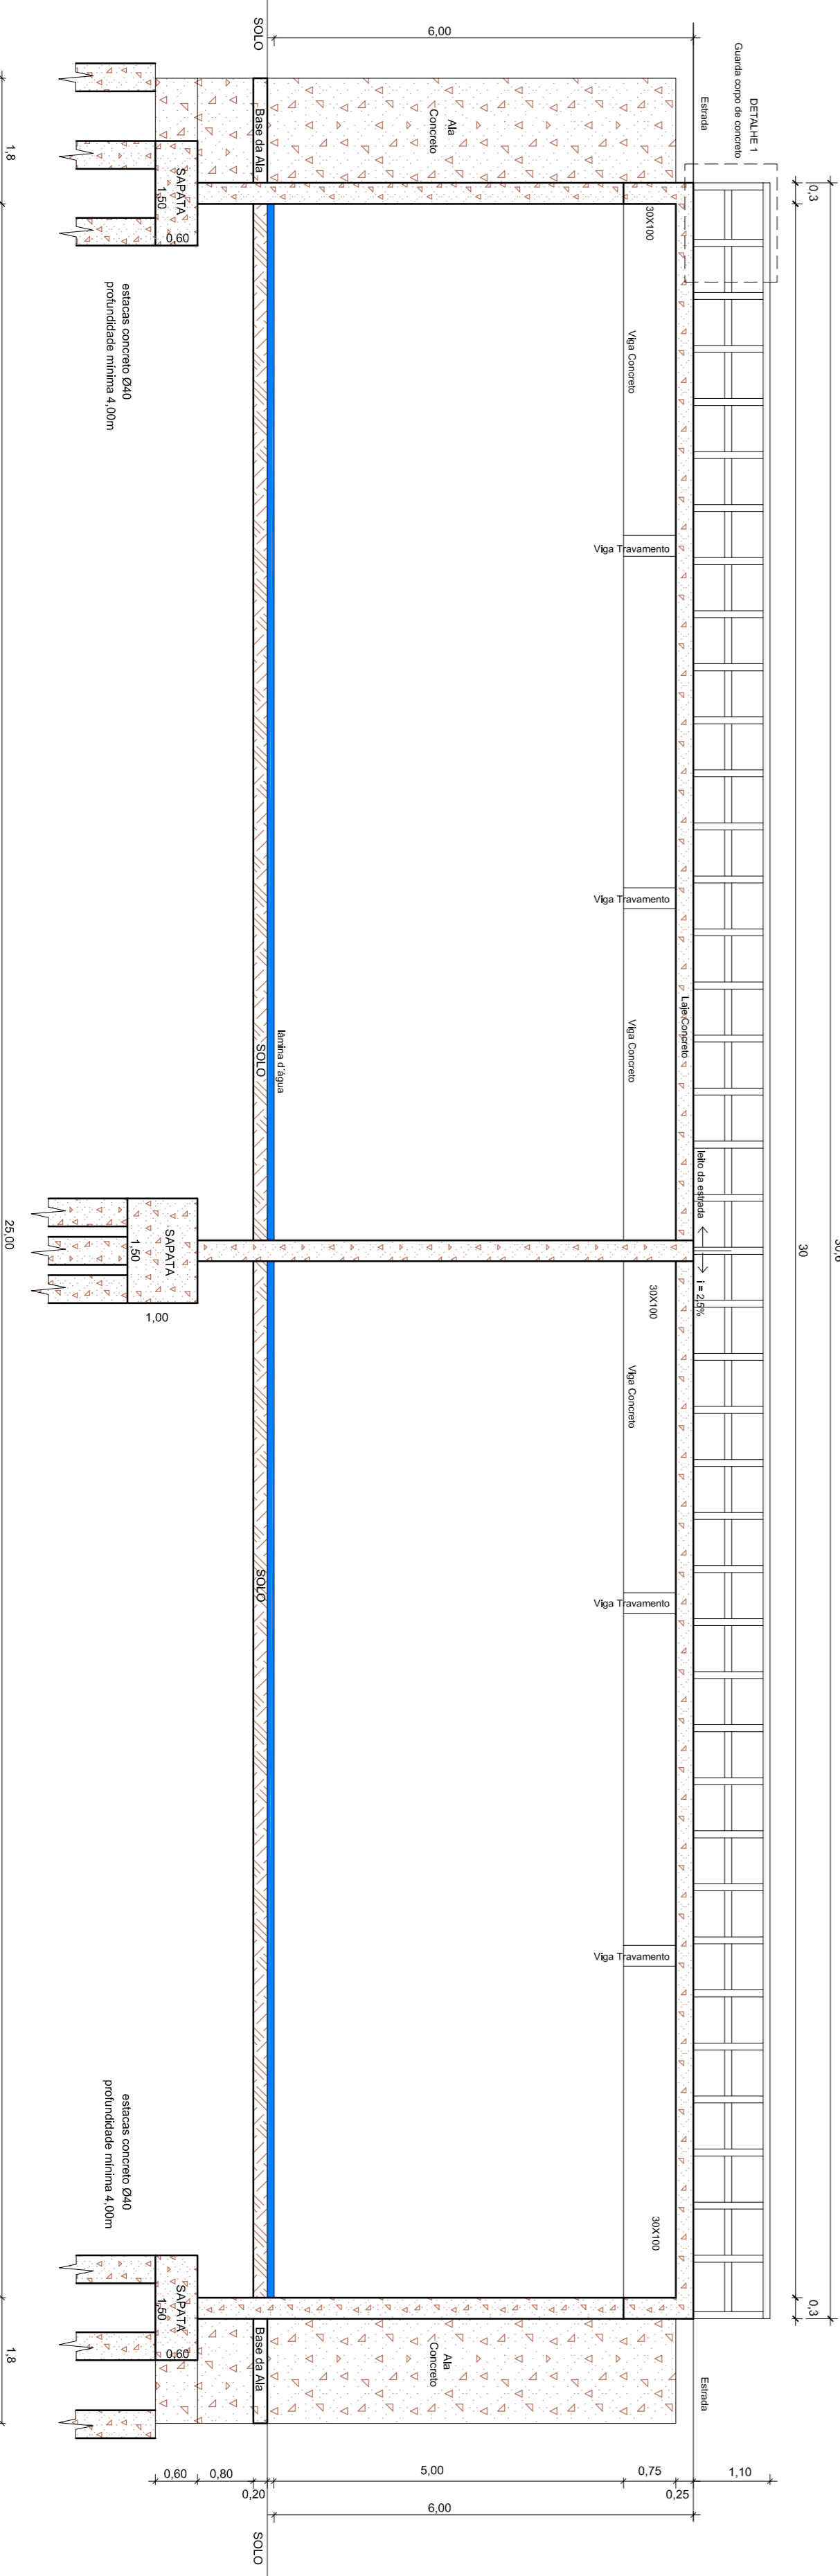 DETALHE 1
Guarda corpo de concreto
Estrada
0,3
30,6
30
0,3
leito da estrada
i = 2,5%
Estrada
Laje Concreto
30X100
Viga Concreto
Viga Travamento
Viga Travamento
Viga Concreto
30X100
Viga Concreto
Viga Travamento
Viga Travamento
30X100
6,00
Ala
Concreto
Ala
Concreto
lâmina d´água
SOLO
Base da Ala
SOLO
SOLO
Base da Ala
SOLO
SAPATA
1,50
0,60
SAPATA
1,50
1,00
SAPATA
1,50
0,60
estacas concreto Ø40
profundidade mínima 4,00m
estacas concreto Ø40
profundidade mínima 4,00m
1,10
0,25
0,75
5,00
6,00
0,20
0,80
0,60
1,8
25,00
1,8